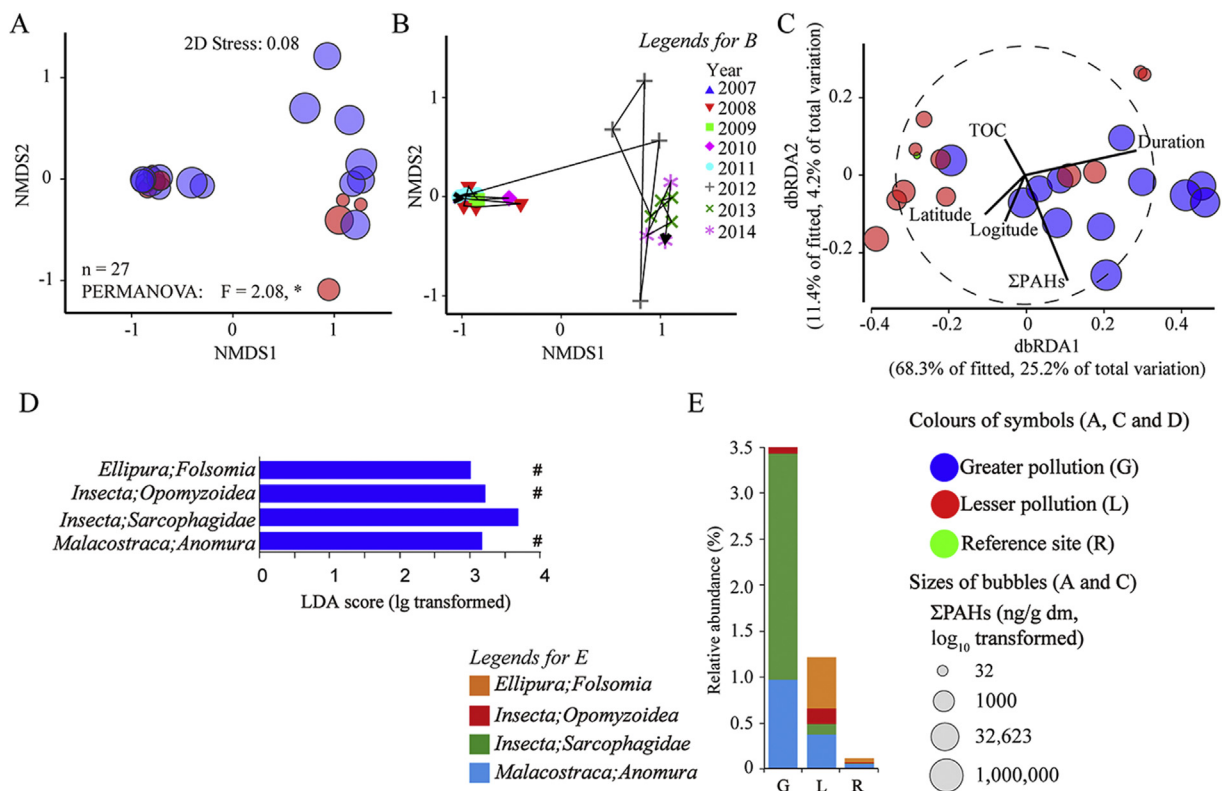 A
2D Stress: 0.08
1
0
-1
NMDS2
n = 27
PERMANOVA: F = 2.08, *
-1
0
1
NMDS1
B
Legends for B
Year
2007
2008
2009
2010
2011
2012
2013
2014
1
0
-1
NMDS2
-1
0
1
NMDS1
C
dbRDA2
(11.4% of fitted, 4.2% of total variation)
0.2
0
-0.2
TOC
Duration
Latitude
Logitude
ΣPAHs
-0.4
-0.2
0
0.2
0.4
dbRDA1
(68.3% of fitted, 25.2% of total variation)
D
Ellipura;Folsomia
#
Insecta;Opomyzoidea
#
Insecta;Sarcophagidae
Malacostraca;Anomura
#
0
1
2
3
4
LDA score (lg transformed)
Legends for E
Ellipura;Folsomia
Insecta;Opomyzoidea
Insecta;Sarcophagidae
Malacostraca;Anomura
E
Relative abundance (%)
3.5
3.0
2.5
2.0
1.5
1.0
0.5
0
G
L
R
Colours of symbols (A, C and D)
Greater pollution (G)
Lesser pollution (L)
Reference site (R)
Sizes of bubbles (A and C)
ΣPAHs (ng/g dm,
log10 transformed)
32
1000
32,623
1,000,000